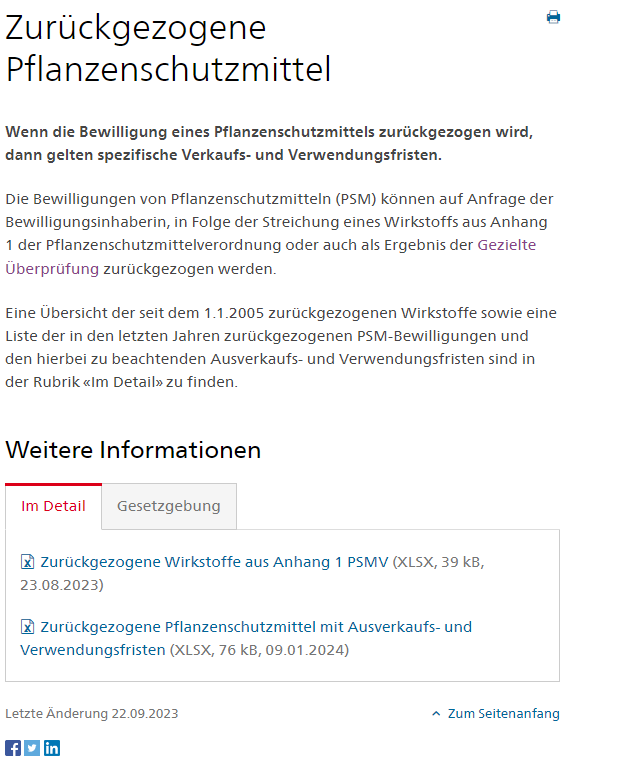 Zurückgezogene
Pflanzenschutzmittel
Wenn die Bewilligung eines Pflanzenschutzmittels zurückgezogen wird,
dann gelten spezifische Verkaufs- und Verwendungsfristen.
Die Bewilligungen von Pflanzenschutzmitteln (PSM) können auf Anfrage der
Bewilligungsinhaberin, in Folge der Streichung eines Wirkstoffs aus Anhang
1 der Pflanzenschutzmittelverordnung oder auch als Ergebnis der Gezielte
Überprüfung zurückgezogen werden.
Eine Übersicht der seit dem 1.1.2005 zurückgezogenen Wirkstoffe sowie eine
Liste der in den letzten Jahren zurückgezogenen PSM-Bewilligungen und
den hierbei zu beachtenden Ausverkaufs- und Verwendungsfristen sind in
der Rubrik «Im Detail» zu finden.
Weitere Informationen
Im Detail Gesetzgebung
Zurückgezogene Wirkstoffe aus Anhang 1 PSMV (XLSX, 39 kB,
23.08.2023)
Zurückgezogene Pflanzenschutzmittel mit Ausverkaufs- und
Verwendungsfristen (XLSX, 76 kB, 09.01.2024)
Letzte Änderung 22.09.2023 Zum Seitenanfang